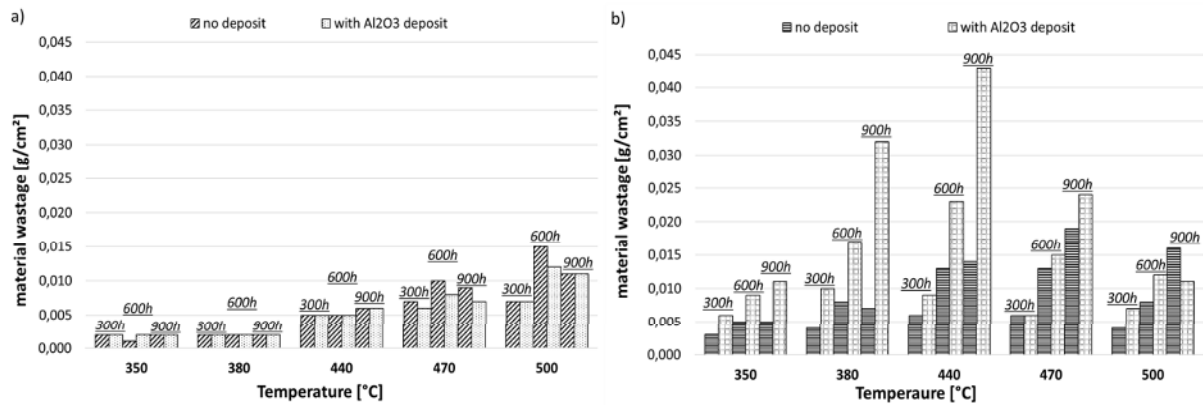 a)
no deposit
with Al2O3 deposit
0,045
0,040
0,035
0,030
0,025
0,020
0,015
0,010
0,005
0,000
material wastage [g/cm²]
300h
600h
900h
300h
600h
900h
300h
600h
900h
300h
600h
900h
300h
600h
900h
350
380
440
470
500
Temperature [°C]
b)
no deposit
with Al2O3 deposit
0,045
0,040
0,035
0,030
0,025
0,020
0,015
0,010
0,005
0,000
material wastage [g/cm²]
300h
600h
900h
300h
600h
900h
300h
600h
900h
300h
600h
900h
300h
600h
900h
350
380
440
470
500
Temperaure [°C]